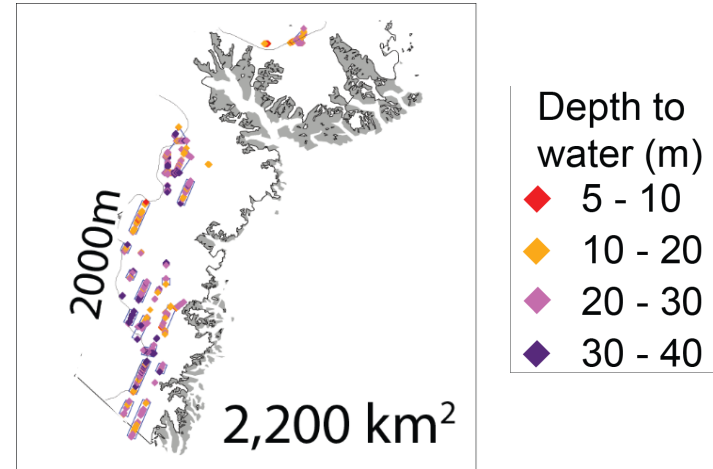 2000m
2,200 km²
Depth to
water (m)
5 - 10
10 - 20
20 - 30
30 - 40